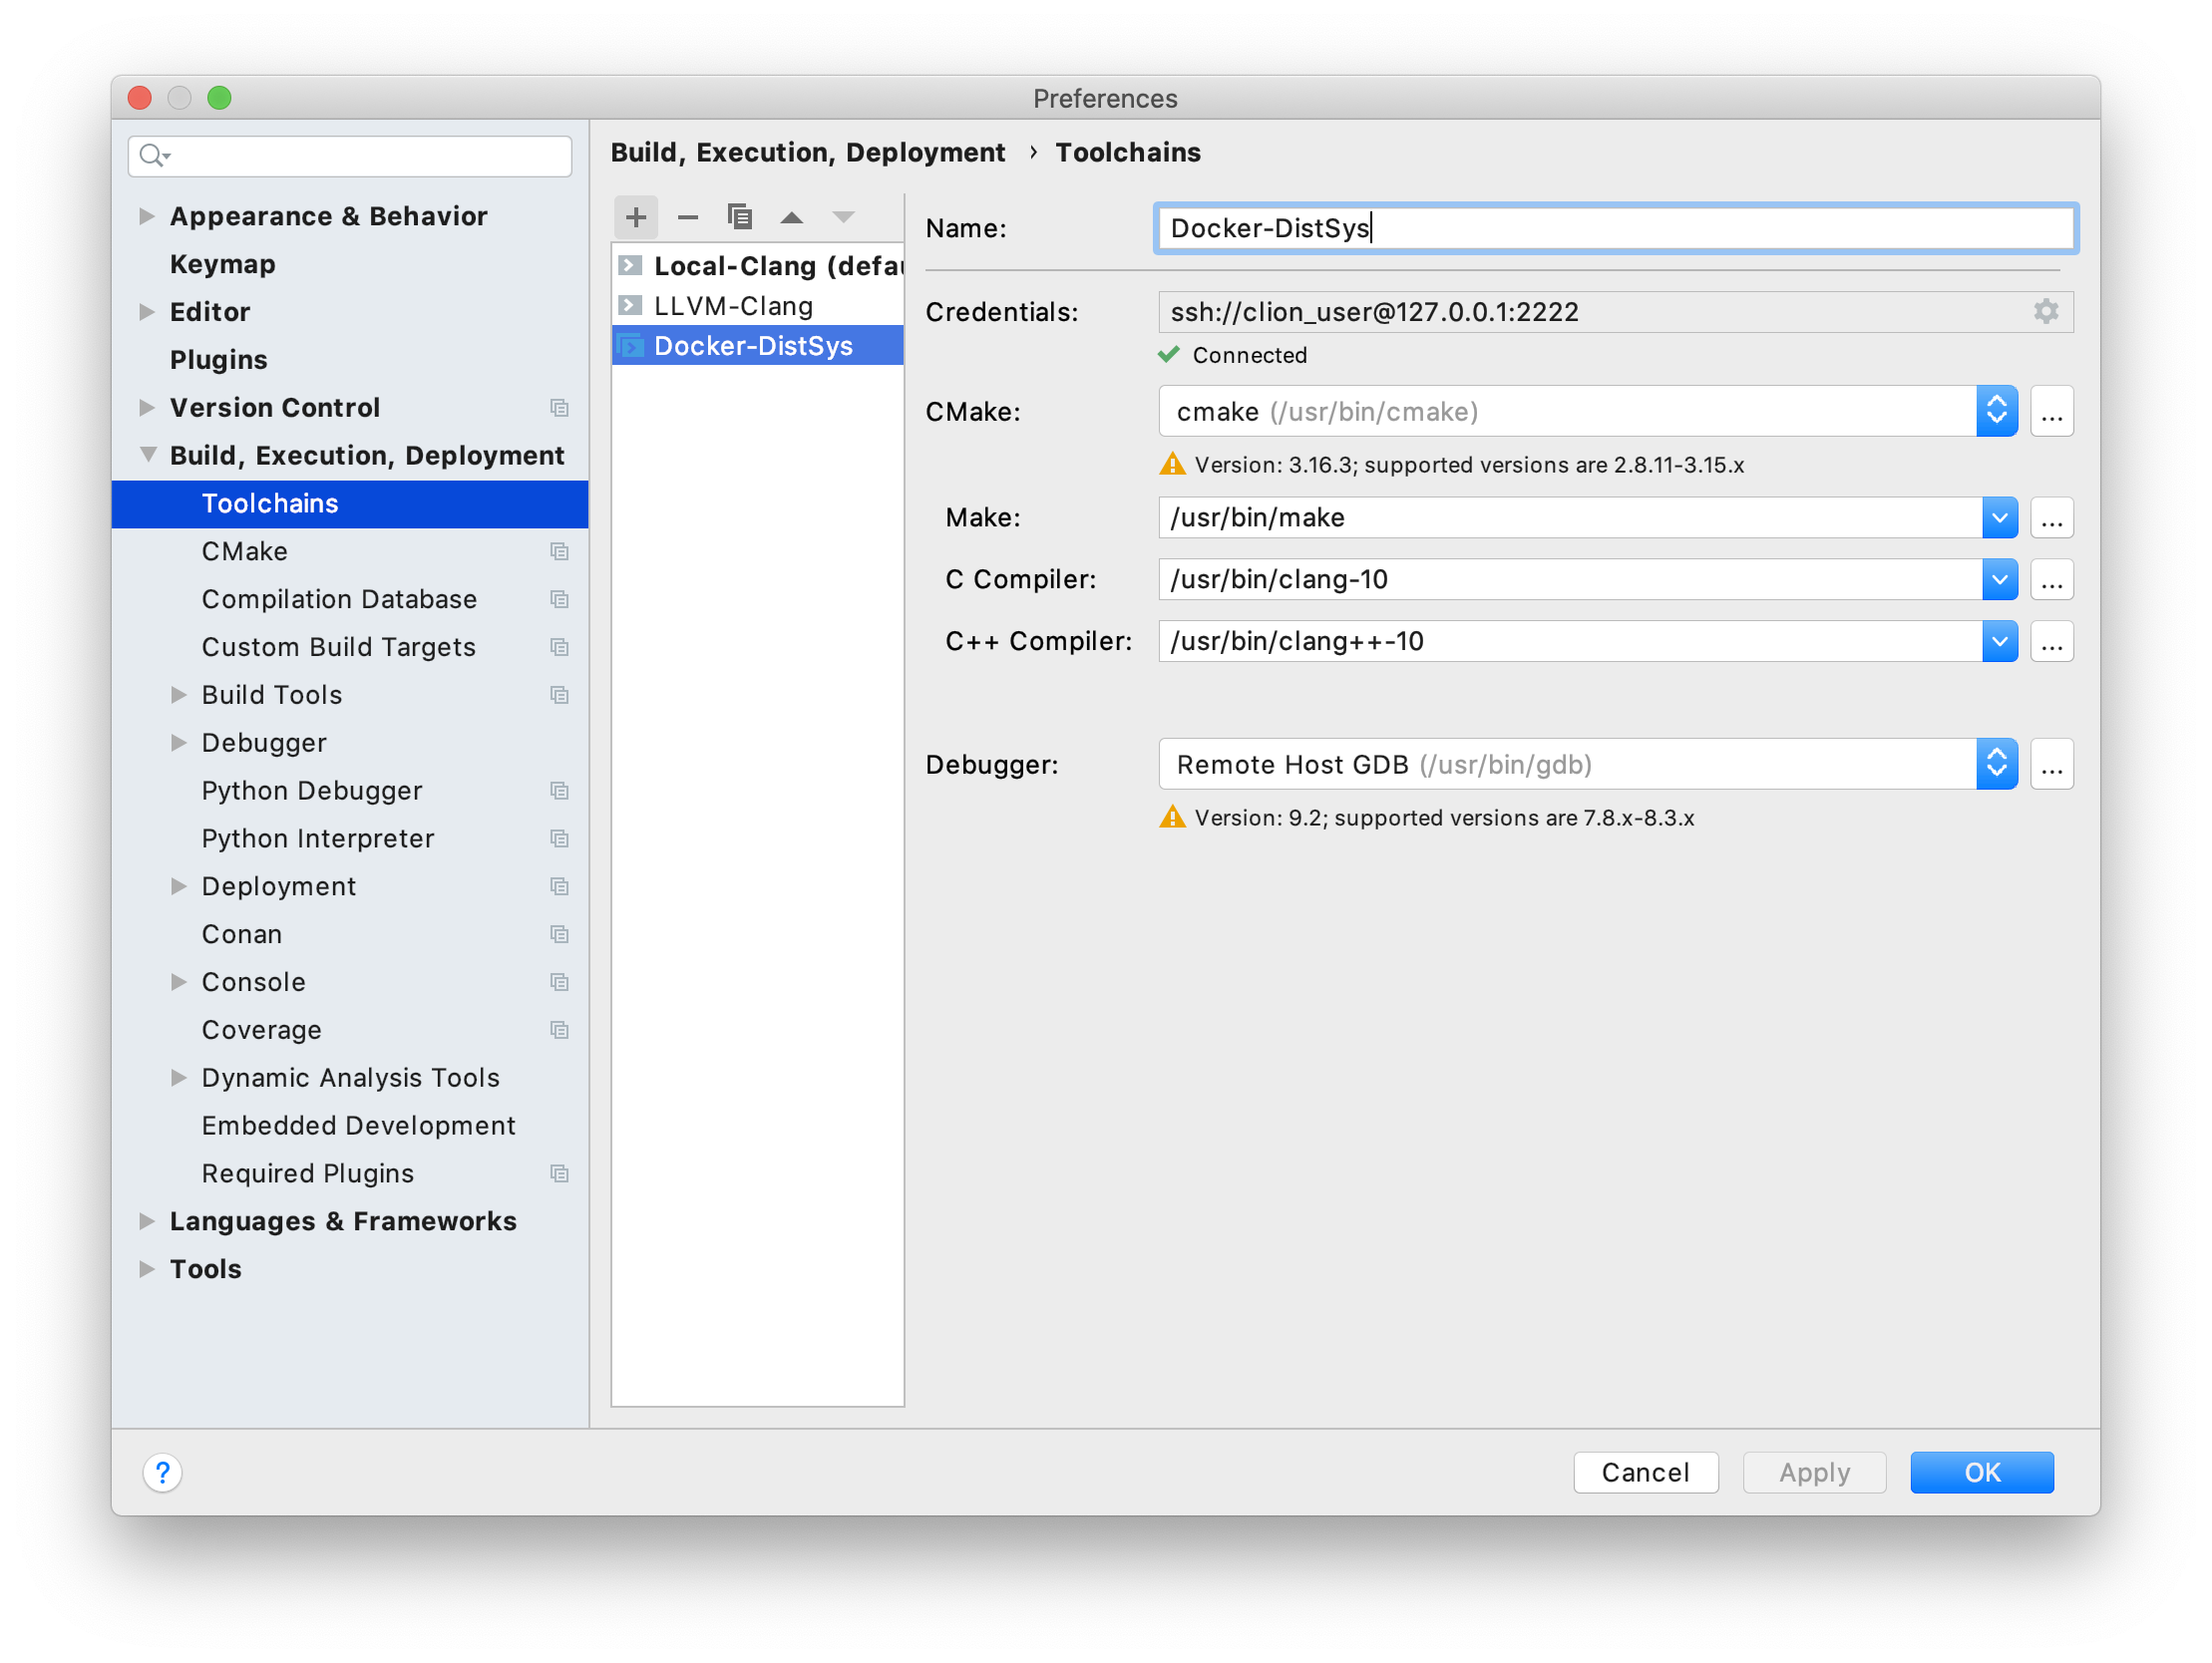 Preferences
Appearance & Behavior
Keymap
Editor
Plugins
Version Control
Build, Execution, Deployment
Toolchains
CMake
Compilation Database
Custom Build Targets
Build Tools
Debugger
Python Debugger
Python Interpreter
Deployment
Conan
Console
Coverage
Dynamic Analysis Tools
Embedded Development
Required Plugins
Languages & Frameworks
Tools
Build, Execution, Deployment › Toolchains
Local-Clang (defau
LLVM-Clang
Docker-DistSys
Name: Docker-DistSys
Credentials: ssh://clion_user@127.0.0.1:2222
Connected
CMake: cmake (/usr/bin/cmake) ...
Version: 3.16.3; supported versions are 2.8.11-3.15.x
Make: /usr/bin/make ...
C Compiler: /usr/bin/clang-10 ...
C++ Compiler: /usr/bin/clang++-10 ...
Debugger: Remote Host GDB (/usr/bin/gdb) ...
Version: 9.2; supported versions are 7.8.x-8.3.x
? Cancel Apply OK